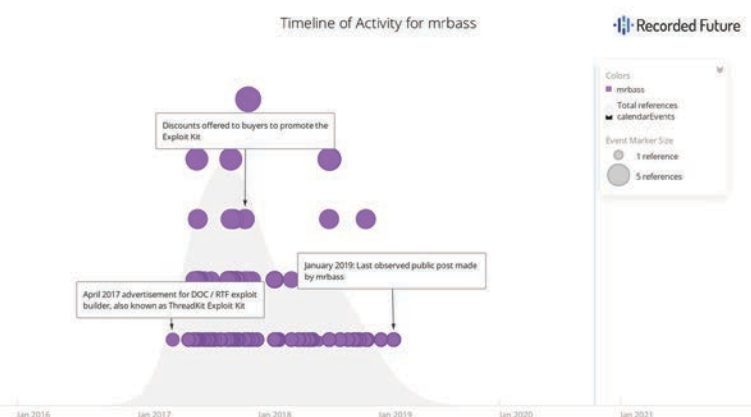 Timeline of Activity for mrbass
Recorded Future
Colors
mrbass
Total references
calendarEvents
Event Marker Size
1 reference
5 references
Discounts offered to buyers to promote the
Exploit Kit
January 2019: Last observed public post made
by mrbass
April 2017 advertisement for DOC / RTF exploit
builder, also known as ThreadKit Exploit Kit
Jan 2016
Jan 2017
Jan 2018
Jan 2019
Jan 2020
Jan 2021